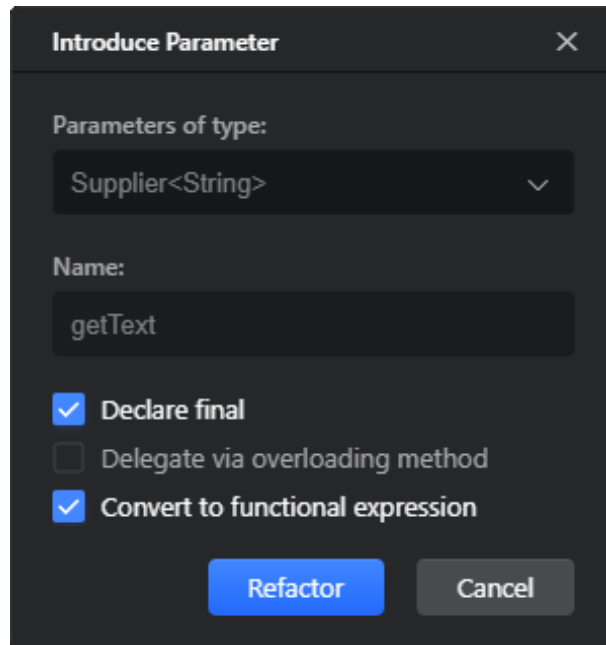 Introduce Parameter
Parameters of type:
Supplier<String>
Name:
getText
Declare final
Delegate via overloading method
Convert to functional expression
Refactor Cancel